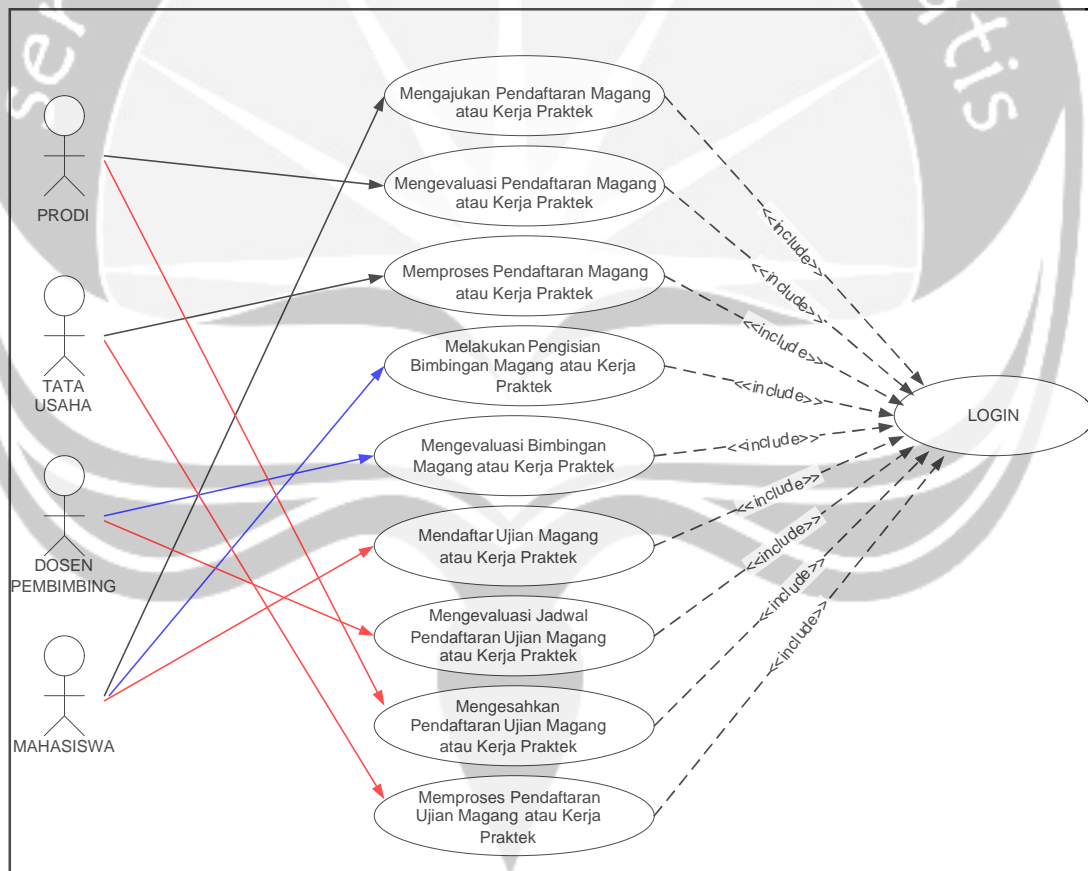 Mengajukan Pendaftaran Magang
atau Kerja Praktek
Mengevaluasi Pendaftaran Magang
atau Kerja Praktek
PRODI
Memproses Pendaftaran Magang
atau Kerja Praktek
TATA
USAHA
Melakukan Pengisian
Bimbingan Magang atau Kerja
Praktek
Mengevaluasi Bimbingan
Magang atau Kerja Praktek
DOSEN
PEMBIMBING
Mendaftar Ujian Magang
atau Kerja Praktek
Mengevaluasi Jadwal
Pendaftaran Ujian Magang
atau Kerja Praktek
MAHASISWA
Mengesahkan
Pendaftaran Ujian Magang
atau Kerja Praktek
Memproses Pendaftaran
Ujian Magang atau Kerja
Praktek
<<include>>
<<include>>
<<include>>
<<include>>
<<include>>
<<include>>
<<include>>
<<include>>
<<include>>
LOGIN